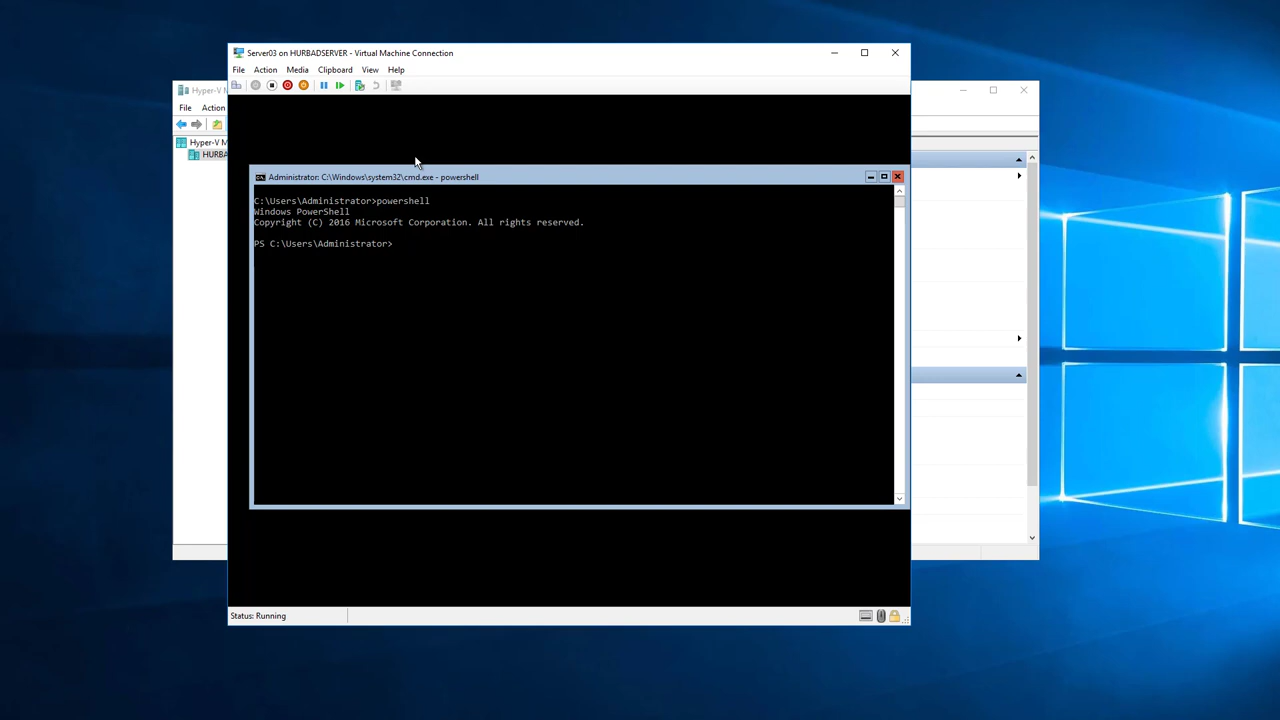 Server03 on HURBADSERVER - Virtual Machine Connection
File Action Media Clipboard View Help
Hyper-V M
File Action
Hyper-V M
HURBA
Administrator: C:\Windows\system32\cmd.exe - powershell
C:\Users\Administrator>powershell
Windows PowerShell
Copyright (C) 2016 Microsoft Corporation. All rights reserved.
PS C:\Users\Administrator>
Status: Running